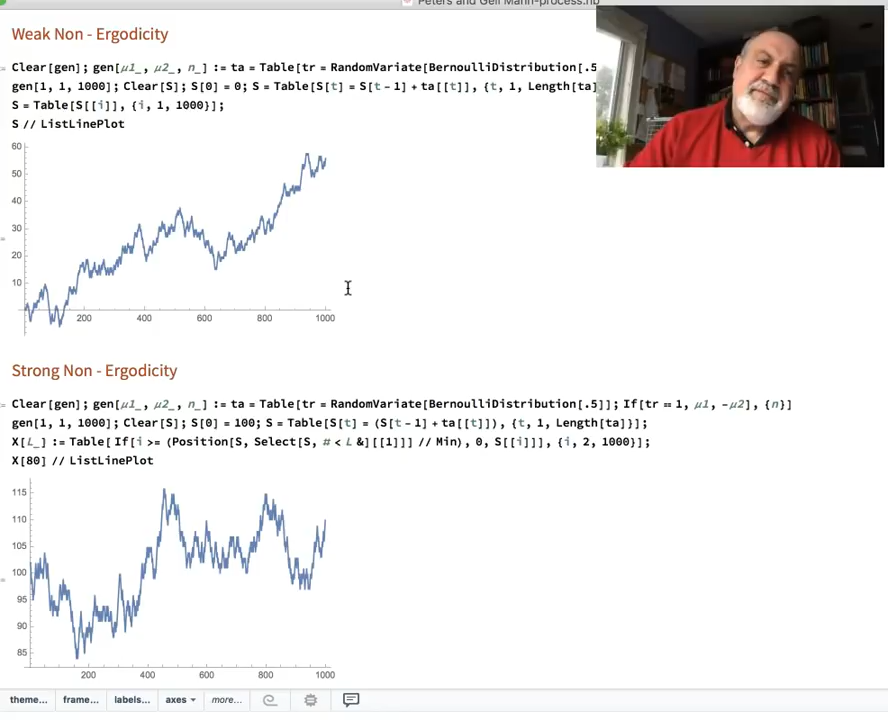 Peters and Gell Mann-process.nb
Weak Non - Ergodicity
Clear[gen]; gen[μ1_, μ2_, n_] := ta = Table[tr = RandomVariate[BernoulliDistribution[.5
gen[1, 1, 1000]; Clear[S]; S[0] = 0; S = Table[S[t] = S[t - 1] + ta[[t]], {t, 1, Length[ta]
S = Table[S[[i]], {i, 1, 1000}];
S // ListLinePlot
60
50
40
30
20
10
200 400 600 800 1000
Strong Non - Ergodicity
Clear[gen]; gen[μ1_, μ2_, n_] := ta = Table[tr = RandomVariate[BernoulliDistribution[.5]]; If[tr == 1, μ1, -μ2], {n}]
gen[1, 1, 1000]; Clear[S]; S[0] = 100; S = Table[S[t] = (S[t - 1] + ta[[t]]), {t, 1, Length[ta]}];
X[L_] := Table[ If[i >= (Position[S, Select[S, # < L &][[1]]] // Min), 0, S[[i]]], {i, 2, 1000}];
X[80] // ListLinePlot
115
110
105
100
95
90
85
200 400 600 800 1000
theme... frame... labels... axes more...